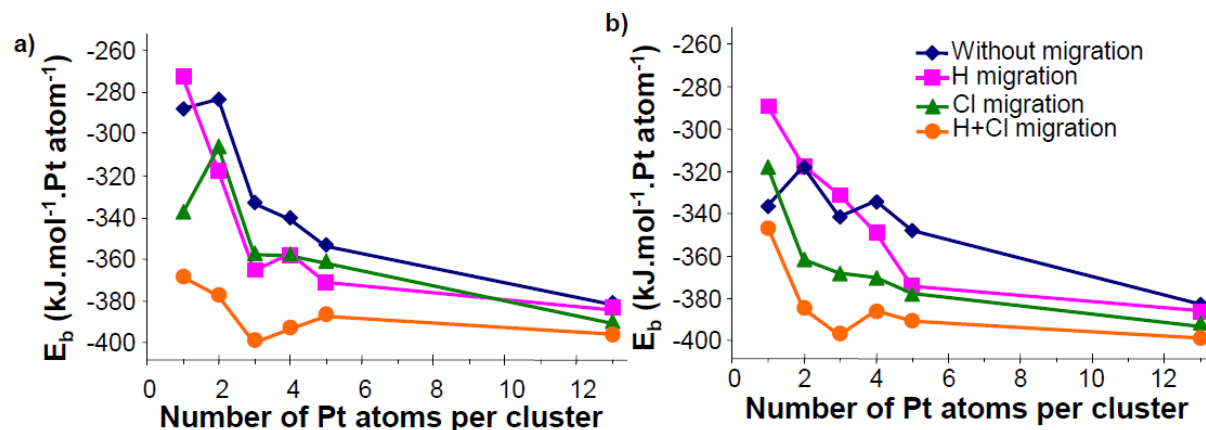 a)
E_b (kJ.mol⁻¹.Pt atom⁻¹)
-260
-280
-300
-320
-340
-360
-380
-400
0 2 4 6 8 10 12
Number of Pt atoms per cluster
b)
E_b (kJ.mol⁻¹.Pt atom⁻¹)
-260
-280
-300
-320
-340
-360
-380
-400
0 2 4 6 8 10 12
Number of Pt atoms per cluster
Without migration
H migration
Cl migration
H+Cl migration